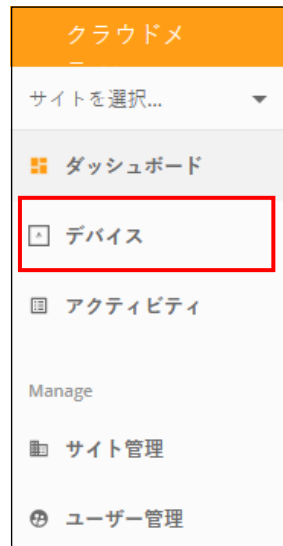 クラウドメ
サイトを選択...
ダッシュボード
デバイス
アクティビティ
Manage
サイト管理
ユーザー管理